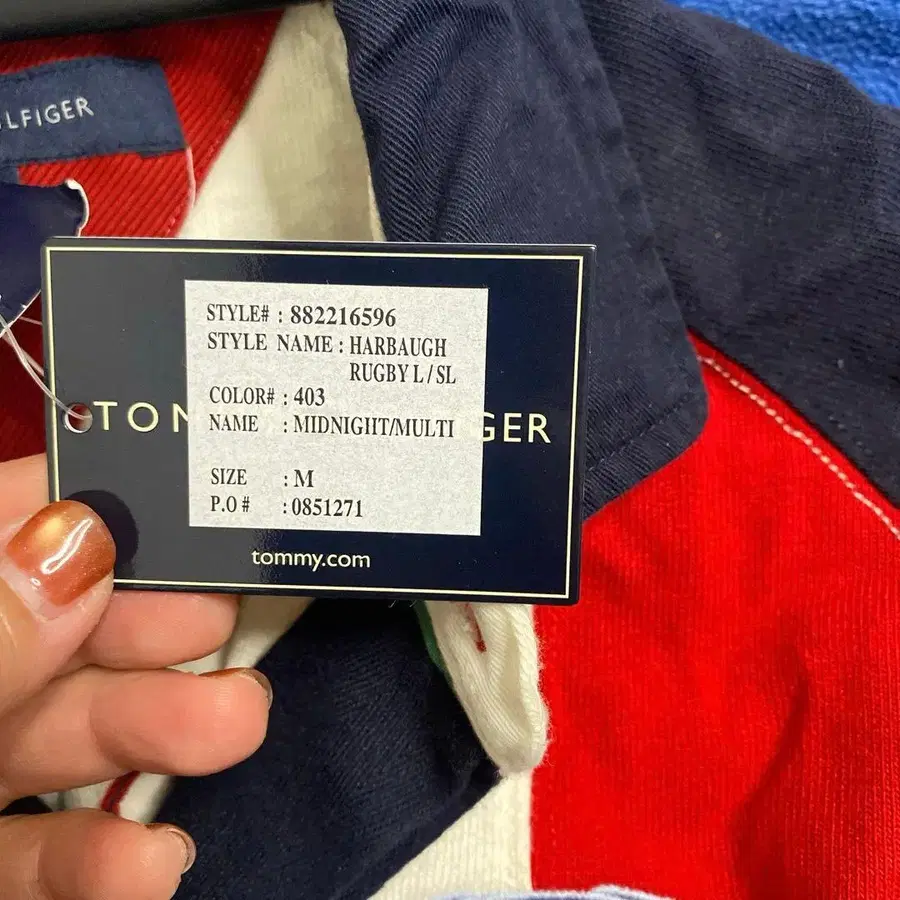 LFIGER
STYLE# : 882216596
STYLE NAME : HARBAUGH
RUGBY L/SL
COLOR# : 403
TOM GER
NAME : MIDNIGHT/MULTI
SIZE : M
P.O # : 0851271
tommy.com